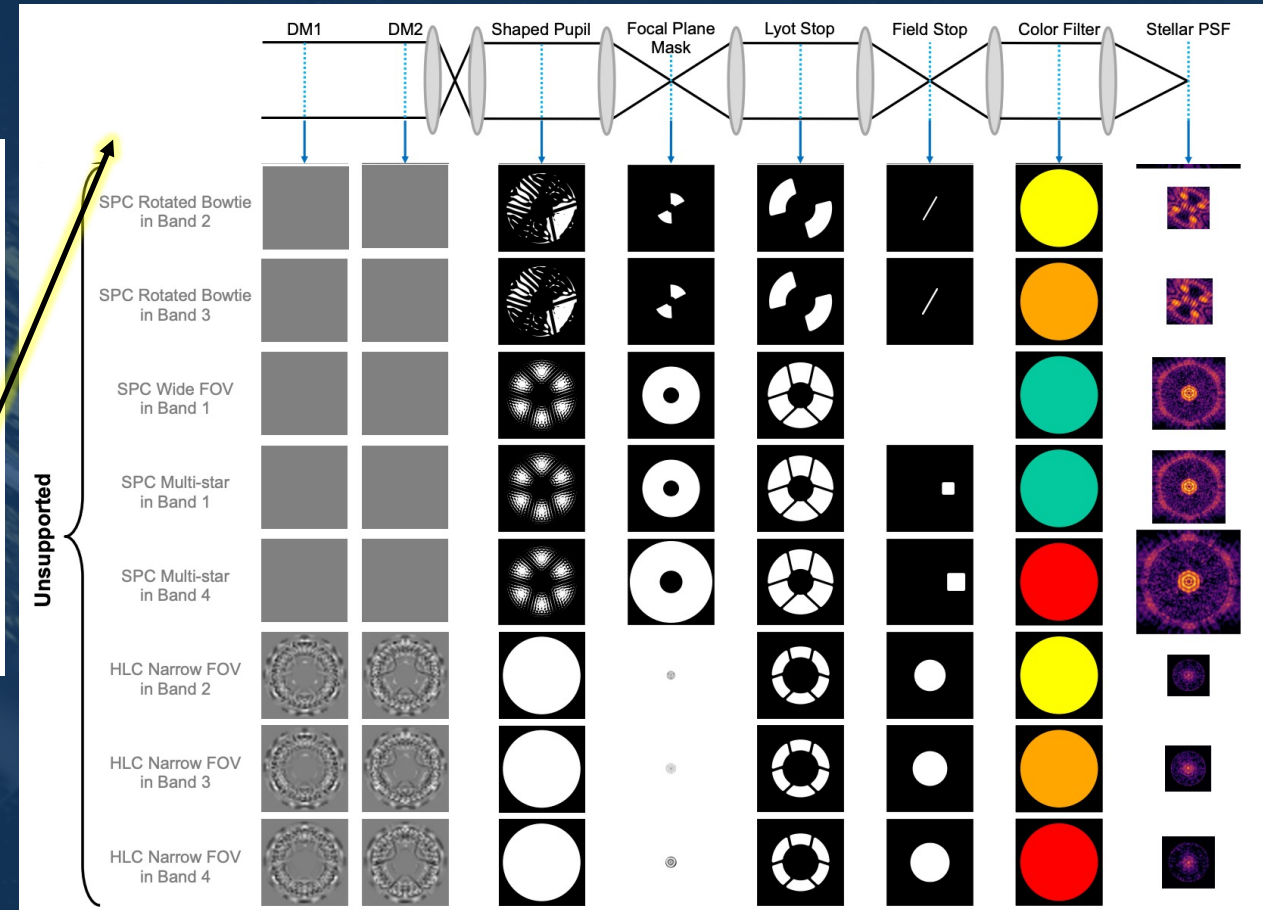 DM1 DM2 Shaped Pupil Focal Plane Lyot Stop Field Stop Color Filter Stellar PSF
Mask
SPC Rotated Bowtie
in Band 2
SPC Rotated Bowtie
in Band 3
SPC Wide FOV
in Band 1
SPC Multi-star
in Band 1
SPC Multi-star
in Band 4
HLC Narrow FOV
in Band 2
HLC Narrow FOV
in Band 3
HLC Narrow FOV
in Band 4
Unsupported